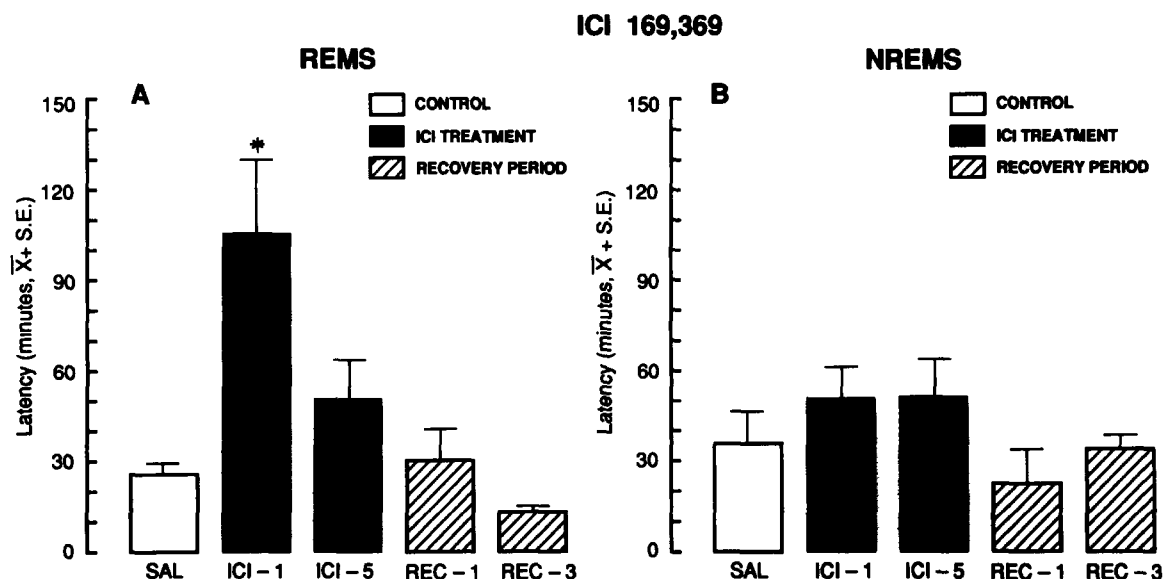 ICI 169,369
REMS
NREMS
A
CONTROL
ICI TREATMENT
RECOVERY PERIOD
*
Latency (minutes, X̅+ S.E.)
150
120
90
60
30
0
SAL
ICI – 1
ICI – 5
REC – 1
REC – 3
B
CONTROL
ICI TREATMENT
RECOVERY PERIOD
Latency (minutes, X̅ + S.E.)
150
120
90
60
30
0
SAL
ICI – 1
ICI – 5
REC – 1
REC – 3